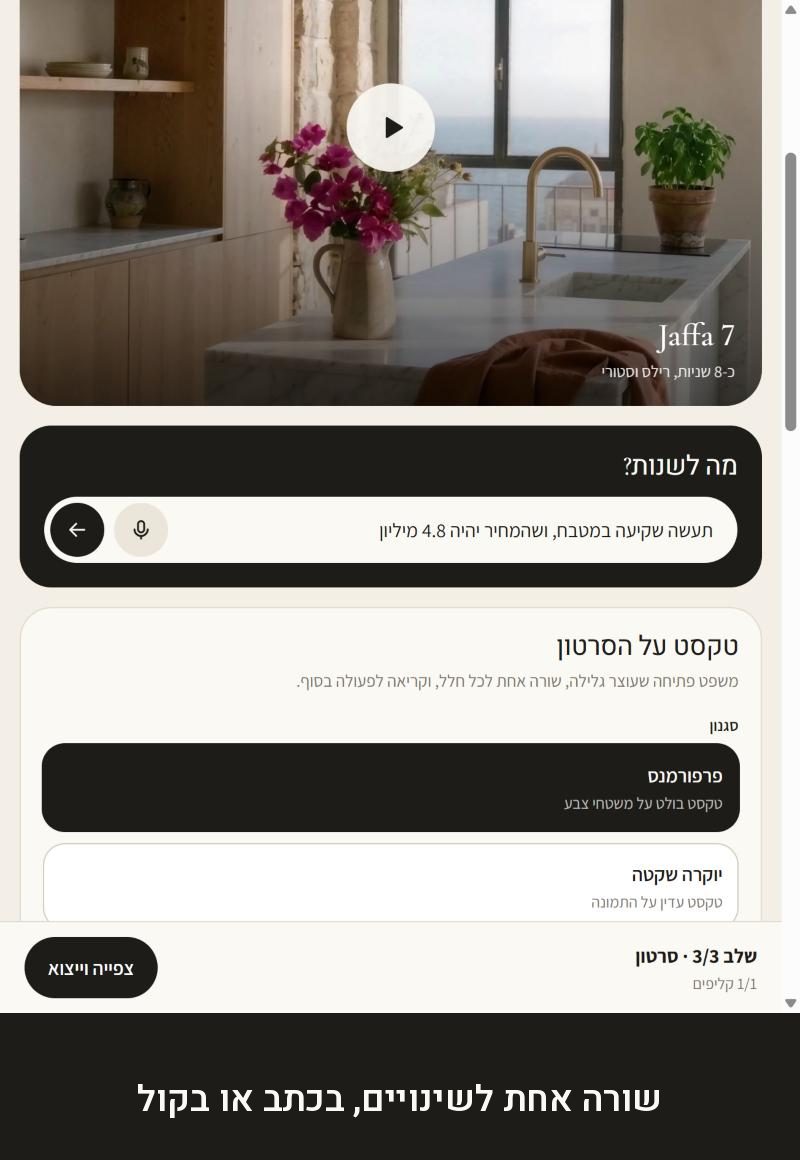 Jaffa 7
כ-8 שניות, רילס וסטורי
מה לשנות?
תעשה שקיעה במטבח, ושהמחיר יהיה 4.8 מיליון
טקסט על הסרטון
משפט פתיחה שעוצר גלילה, שורה אחת לכל חלל, וקריאה לפעולה בסוף.
סגנון
פרפורמנס
טקסט בולט על משטחי צבע
יוקרה שקטה
טקסט עדין על התמונה
שלב 3/3 · סרטון
1/1 קליפים
צפייה וייצוא
שורה אחת לשינויים, בכתב או בקול